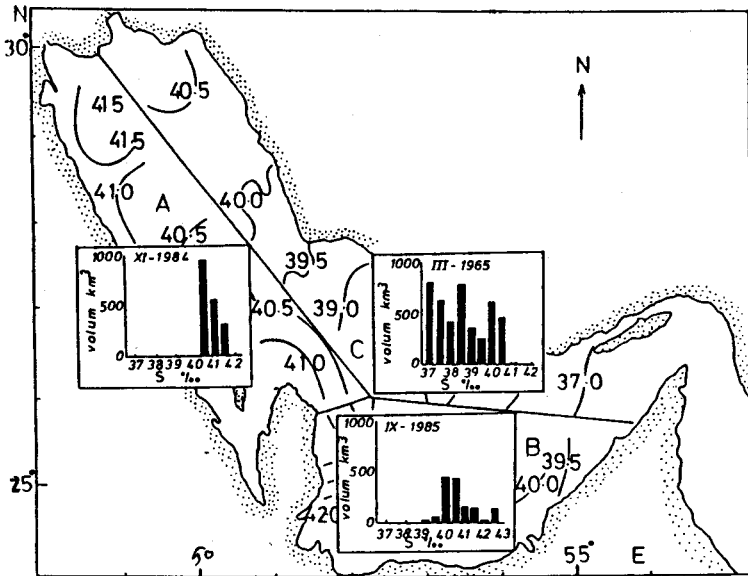 N
30°
N
40.5
41.5
41.5
41.0
A
40.0
40.5
39.5
40.5
39.0
C
41.0
37.0
B
39.5
40.0
42.0
25°
55°
E
XI-1984
1000
500
0
volum km³
37 38 39 40 41 42
S °/₀₀
III-1965
1000
500
0
volum km³
37 38 39 40 41 42
S °/₀₀
IX-1985
1000
500
0
volum km³
37 38 39 40 41 42 43
S °/₀₀